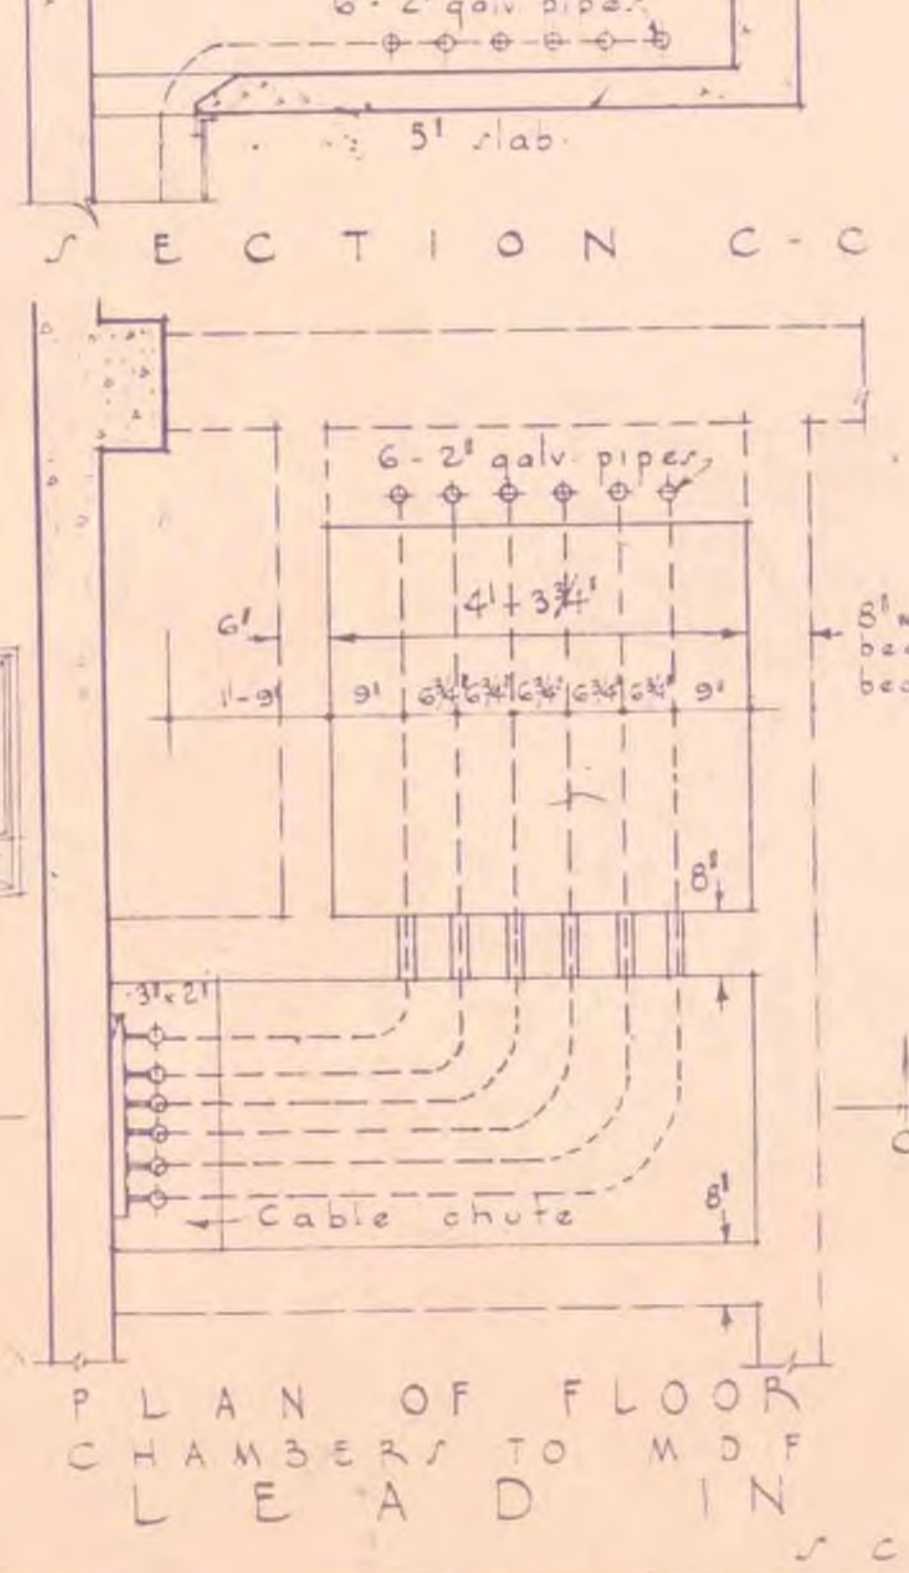 6 - 2" galv. pipes.
5" slab.
SECTION C-C
6 - 2" galv. pipes
4' + 3¾"
6"
8"
1'-9" 9" 6¾" 6¾" 6¾" 6¾" 6¾" 9"
8"
3" x 2"
8"
Cable chute
PLAN OF FLOOR
CHAMBERS TO MDF
LEAD IN